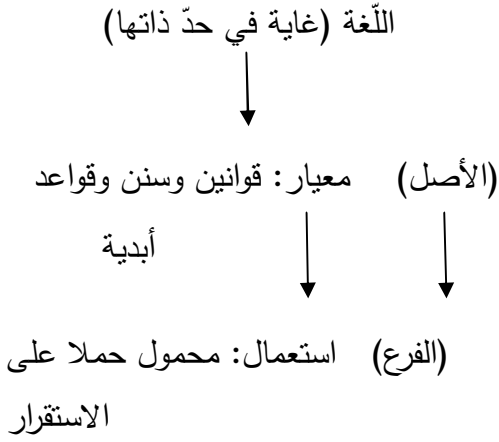 اللّغة (غاية في حدّ ذاتها)
(الأصل) معيار: قوانين وسنن وقواعد
أبدية
(الفرع) استعمال: محمول حملا على
الاستقرار